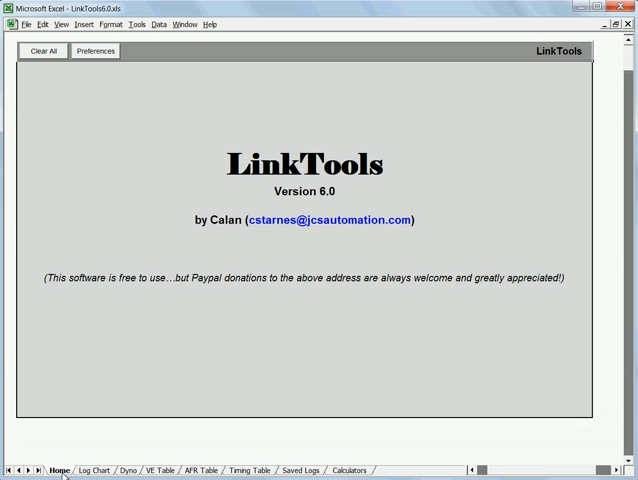 Microsoft Excel - LinkTools6.0.xls
File Edit View Insert Format Tools Data Window Help
Clear All Preferences LinkTools
LinkTools
Version 6.0
by Calan (cstarnes@jcsautomation.com)
(This software is free to use...but Paypal donations to the above address are always welcome and greatly appreciated!)
Home Log Chart Dyno VE Table AFR Table Timing Table Saved Logs Calculators